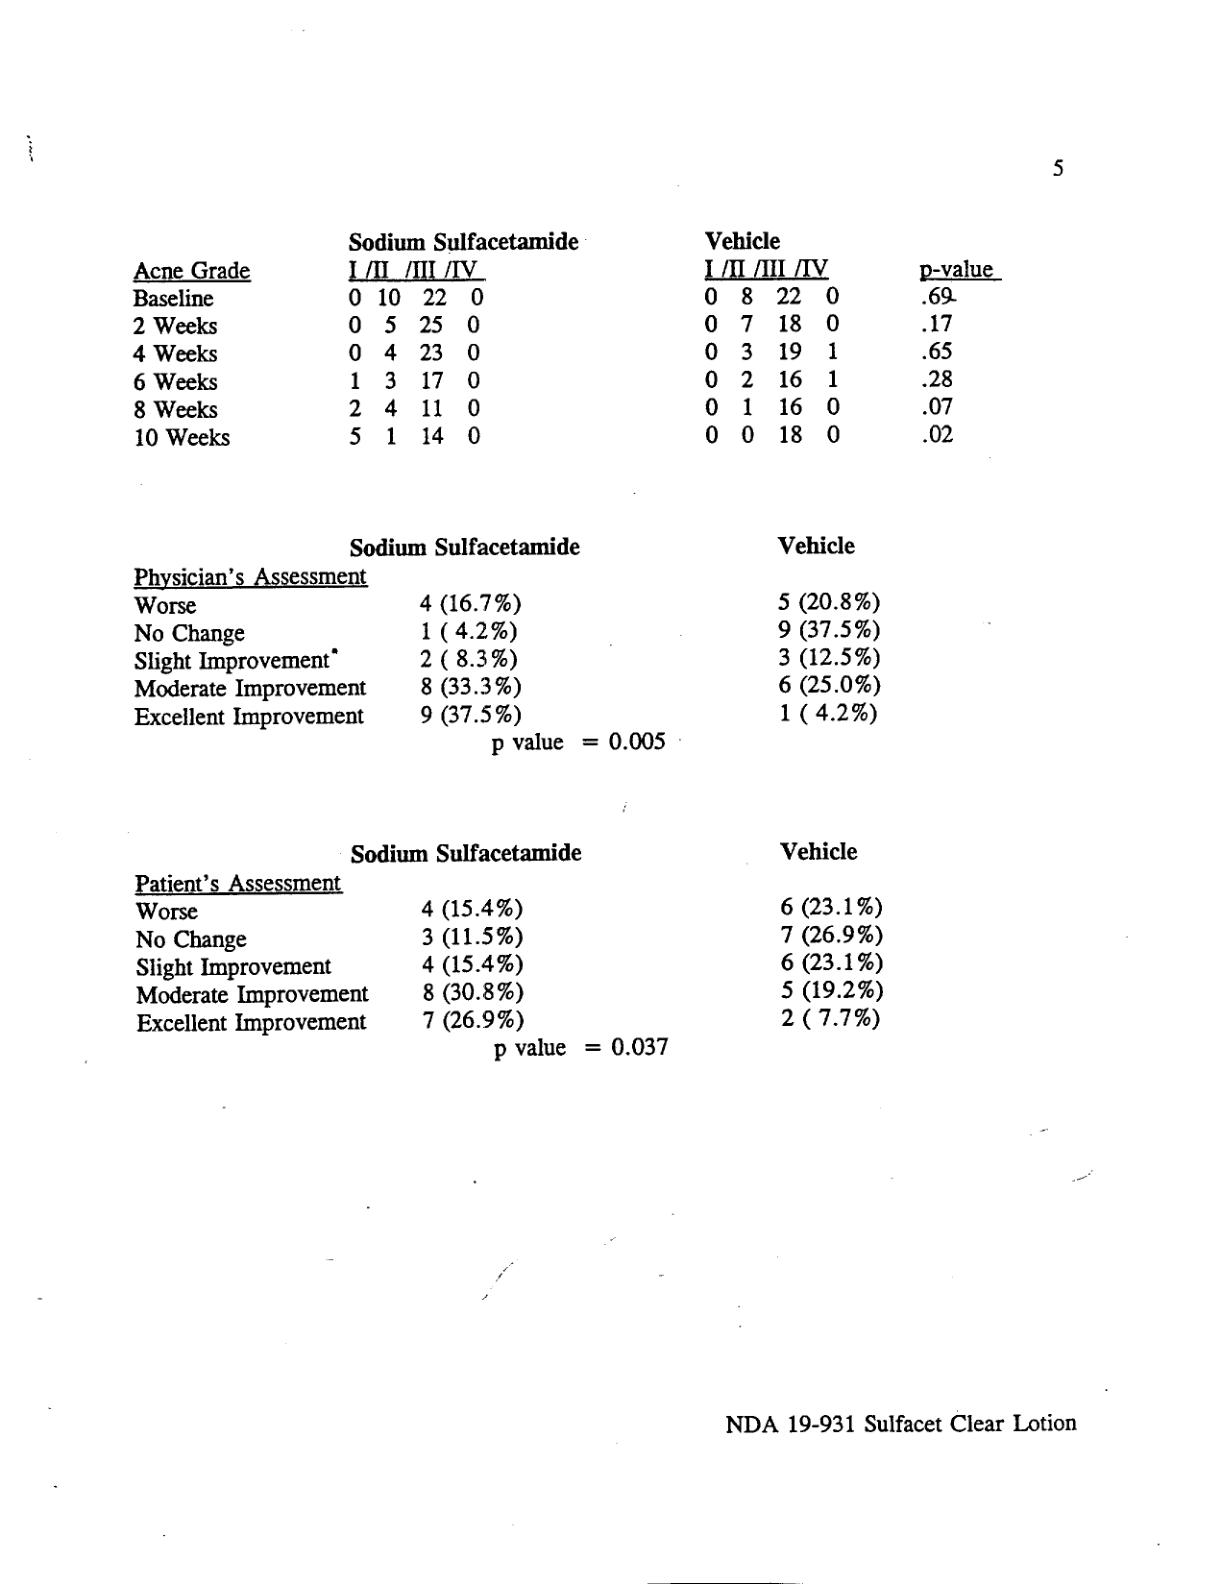 5
Sodium Sulfacetamide Vehicle
Acne Grade I /II /III /IV I /II /III /IV p-value
Baseline 0 10 22 0 0 8 22 0 .69
2 Weeks 0 5 25 0 0 7 18 0 .17
4 Weeks 0 4 23 0 0 3 19 1 .65
6 Weeks 1 3 17 0 0 2 16 1 .28
8 Weeks 2 4 11 0 0 1 16 0 .07
10 Weeks 5 1 14 0 0 0 18 0 .02
Sodium Sulfacetamide Vehicle
Physician's Assessment
Worse 4 (16.7%) 5 (20.8%)
No Change 1 ( 4.2%) 9 (37.5%)
Slight Improvement 2 ( 8.3%) 3 (12.5%)
Moderate Improvement 8 (33.3%) 6 (25.0%)
Excellent Improvement 9 (37.5%) 1 ( 4.2%)
p value = 0.005
Sodium Sulfacetamide Vehicle
Patient's Assessment
Worse 4 (15.4%) 6 (23.1%)
No Change 3 (11.5%) 7 (26.9%)
Slight Improvement 4 (15.4%) 6 (23.1%)
Moderate Improvement 8 (30.8%) 5 (19.2%)
Excellent Improvement 7 (26.9%) 2 ( 7.7%)
p value = 0.037
NDA 19-931 Sulfacet Clear Lotion